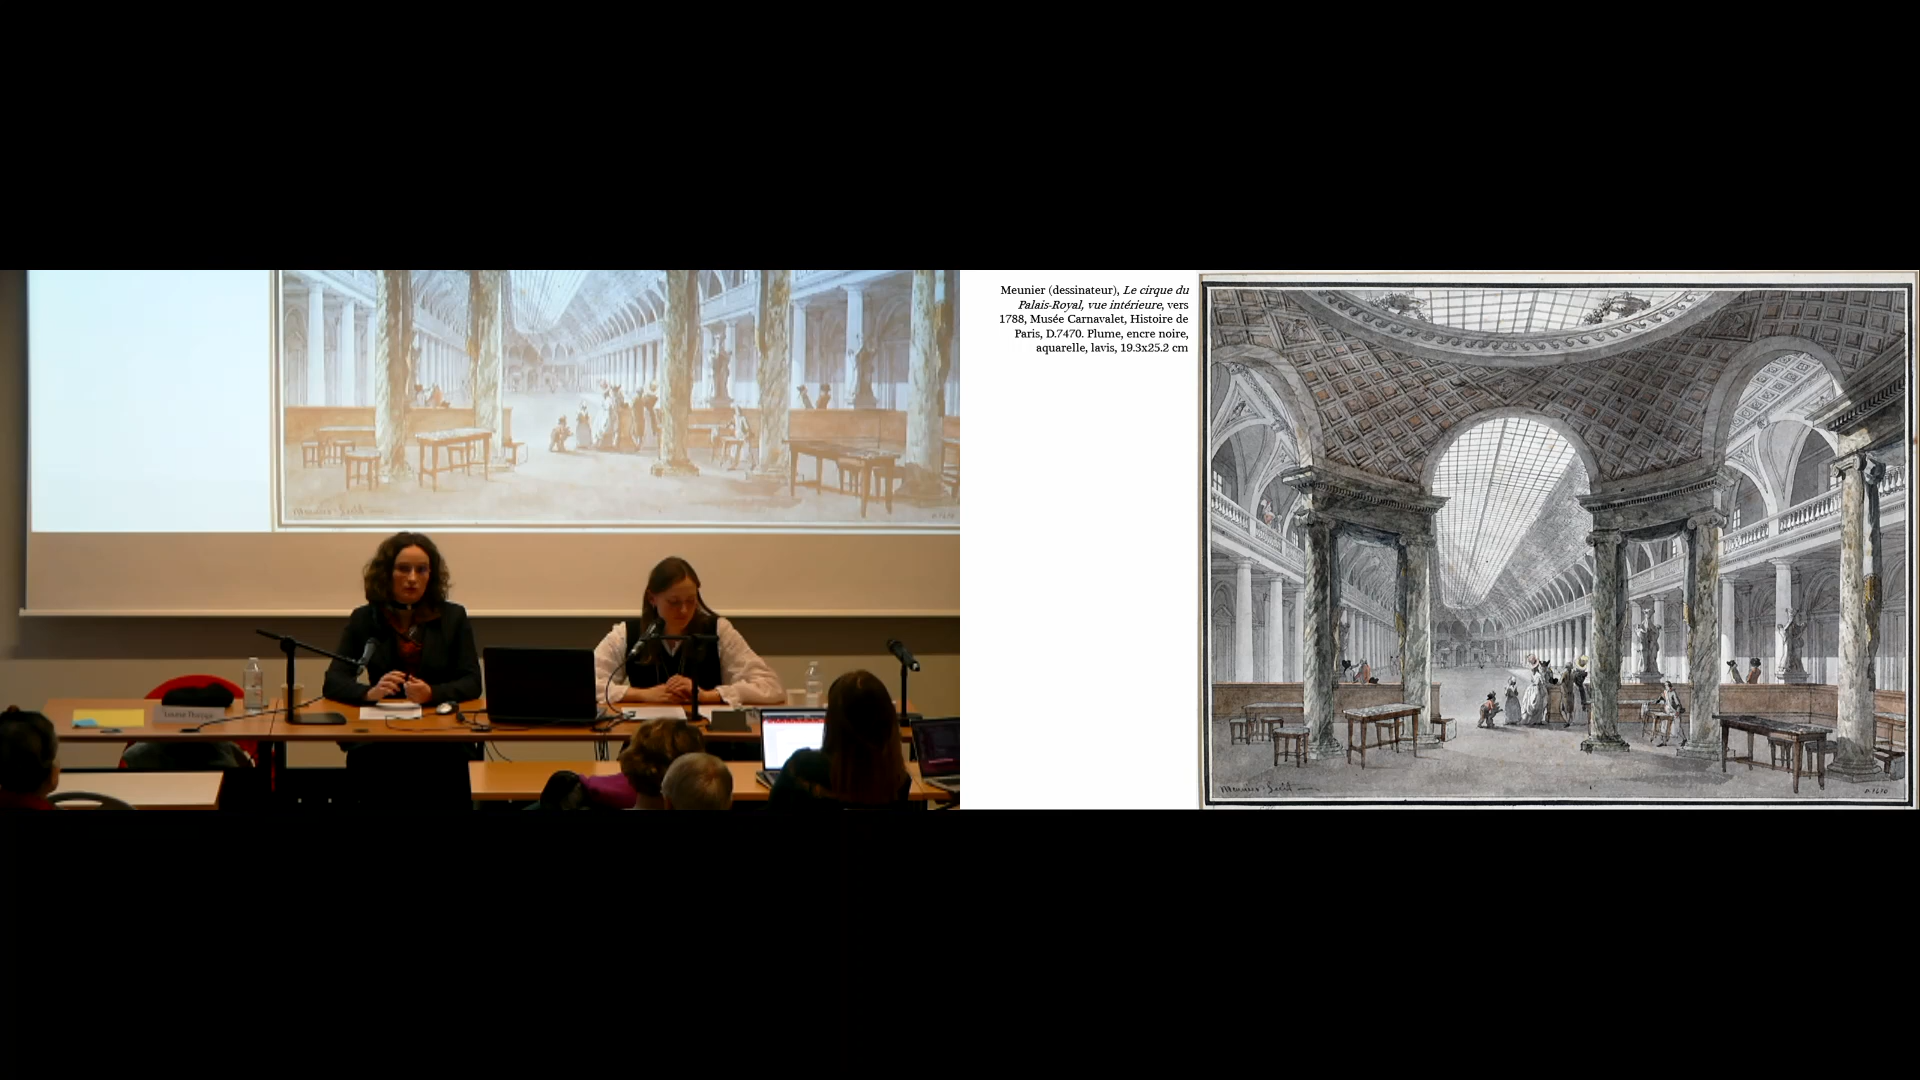 Meunier (dessinateur), Le cirque du
Palais-Royal, vue intérieure, vers
1788, Musée Carnavalet, Histoire de
Paris, D.7470. Plume, encre noire,
aquarelle, lavis, 19.3x25.2 cm